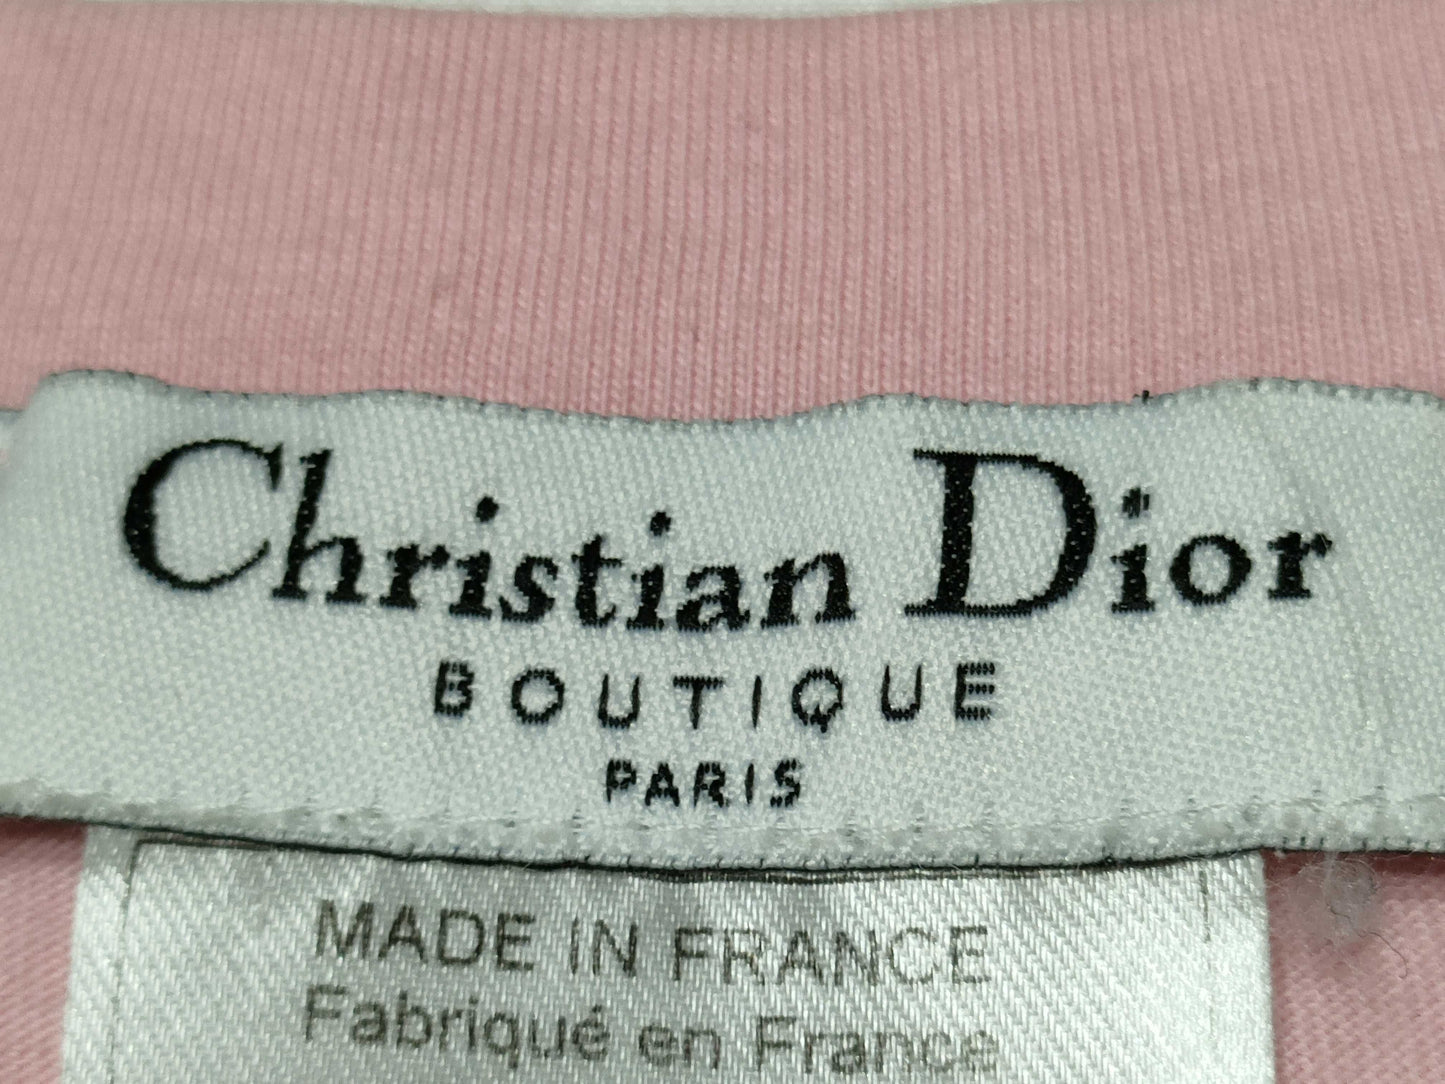 Christian Dior
BOUTIQUE
PARIS
MADE IN FRANCE
Fabriqué en France